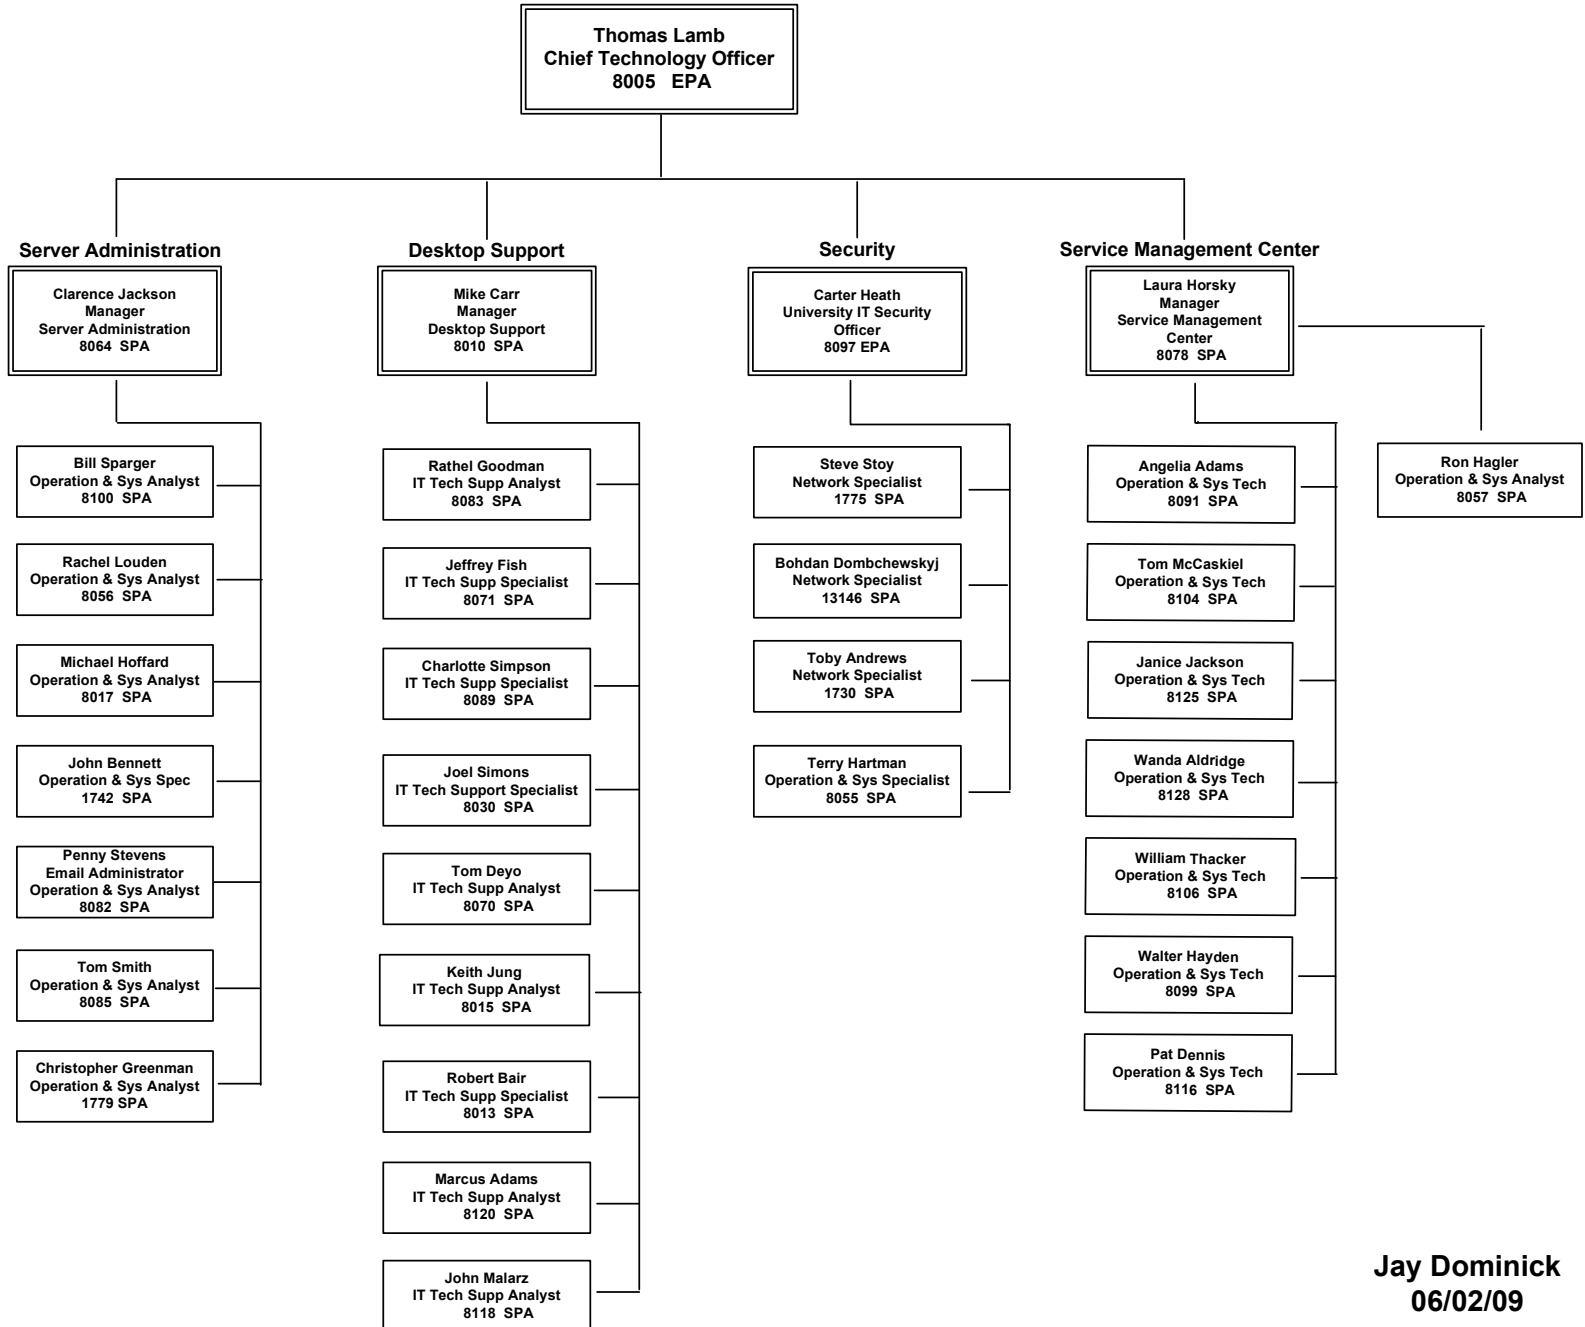 Thomas Lamb
Chief Technology Officer
8005 EPA
Server Administration
Clarence Jackson
Manager
Server Administration
8064 SPA
Bill Sparger
Operation & Sys Analyst
8100 SPA
Rachel Louden
Operation & Sys Analyst
8056 SPA
Michael Hoffard
Operation & Sys Analyst
8017 SPA
John Bennett
Operation & Sys Spec
1742 SPA
Penny Stevens
Email Administrator
Operation & Sys Analyst
8082 SPA
Tom Smith
Operation & Sys Analyst
8085 SPA
Christopher Greenman
Operation & Sys Analyst
1779 SPA
Desktop Support
Mike Carr
Manager
Desktop Support
8010 SPA
Rathel Goodman
IT Tech Supp Analyst
8083 SPA
Jeffrey Fish
IT Tech Supp Specialist
8071 SPA
Charlotte Simpson
IT Tech Supp Specialist
8089 SPA
Joel Simons
IT Tech Support Specialist
8030 SPA
Tom Deyo
IT Tech Supp Analyst
8070 SPA
Keith Jung
IT Tech Supp Analyst
8015 SPA
Robert Bair
IT Tech Supp Specialist
8013 SPA
Marcus Adams
IT Tech Supp Analyst
8120 SPA
John Malarz
IT Tech Supp Analyst
8118 SPA
Security
Carter Heath
University IT Security
Officer
8097 EPA
Steve Stoy
Network Specialist
1775 SPA
Bohdan Dombchewskyj
Network Specialist
13146 SPA
Toby Andrews
Network Specialist
1730 SPA
Terry Hartman
Operation & Sys Specialist
8055 SPA
Service Management Center
Laura Horsky
Manager
Service Management
Center
8078 SPA
Angelia Adams
Operation & Sys Tech
8091 SPA
Tom McCaskiel
Operation & Sys Tech
8104 SPA
Janice Jackson
Operation & Sys Tech
8125 SPA
Wanda Aldridge
Operation & Sys Tech
8128 SPA
William Thacker
Operation & Sys Tech
8106 SPA
Walter Hayden
Operation & Sys Tech
8099 SPA
Pat Dennis
Operation & Sys Tech
8116 SPA
Ron Hagler
Operation & Sys Analyst
8057 SPA
Jay Dominick
06/02/09